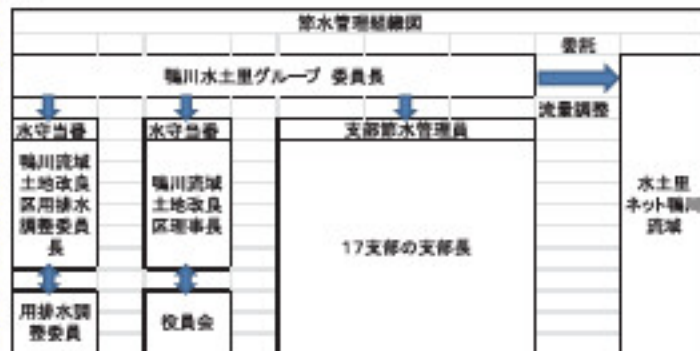 節水管理組織図
委託
鴨川水土里グループ 委員長
流量調整
水守当番
水守当番
支部節水管理員
鴨川流域
土地改良
区用排水
調整委員
長
鴨川流域
土地改良
区理事長
17支部の支部長
水土里
ネット鴨川
流域
用排水調
整委員
役員会